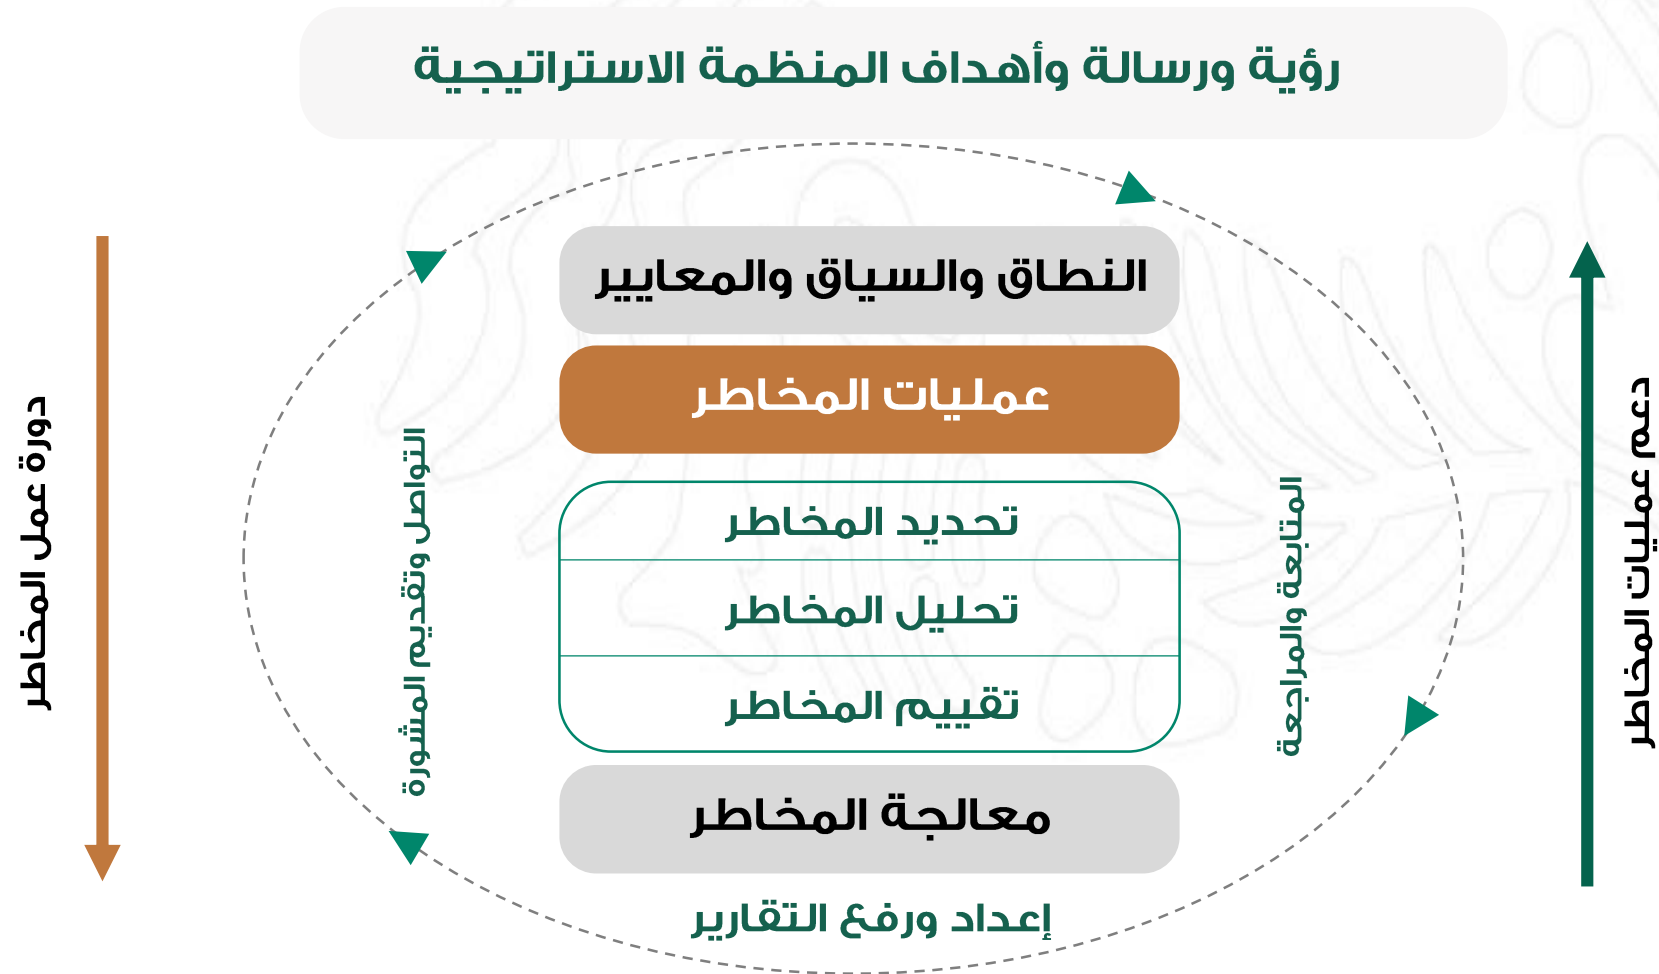 رؤية ورسالة وأهداف المنظمة الاستراتيجية
النطاق والسياق والمعايير
عمليات المخاطر
دعم عمليات المخاطر
المتابعة والمراجعة
تحديد المخاطر
تحليل المخاطر
تقييم المخاطر
التواصل وتقديم المشورة
دورة عمل المخاطر
معالجة المخاطر
إعداد ورفع التقارير